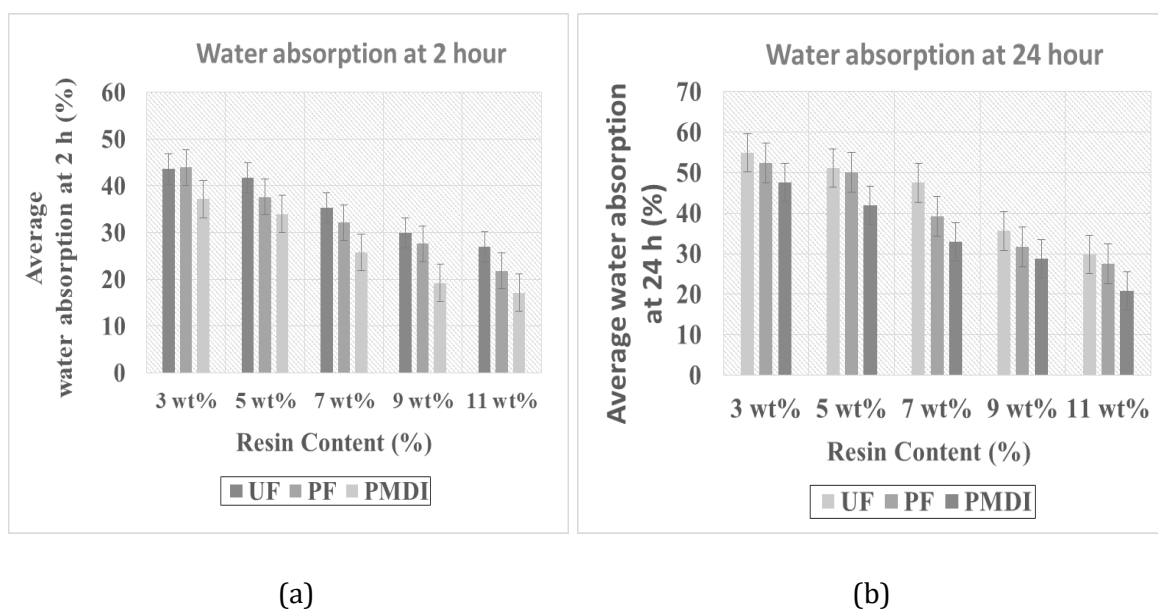 Water absorption at 2 hour
Average
water absorption at 2 h (%)
60
50
40
30
20
10
0
3 wt% 5 wt% 7 wt% 9 wt% 11 wt%
Resin Content (%)
UF PF PMDI
(a)
Water absorption at 24 hour
Average water absorption
at 24 h (%)
70
60
50
40
30
20
10
0
3 wt% 5 wt% 7 wt% 9 wt% 11 wt%
Resin Content (%)
UF PF PMDI
(b)